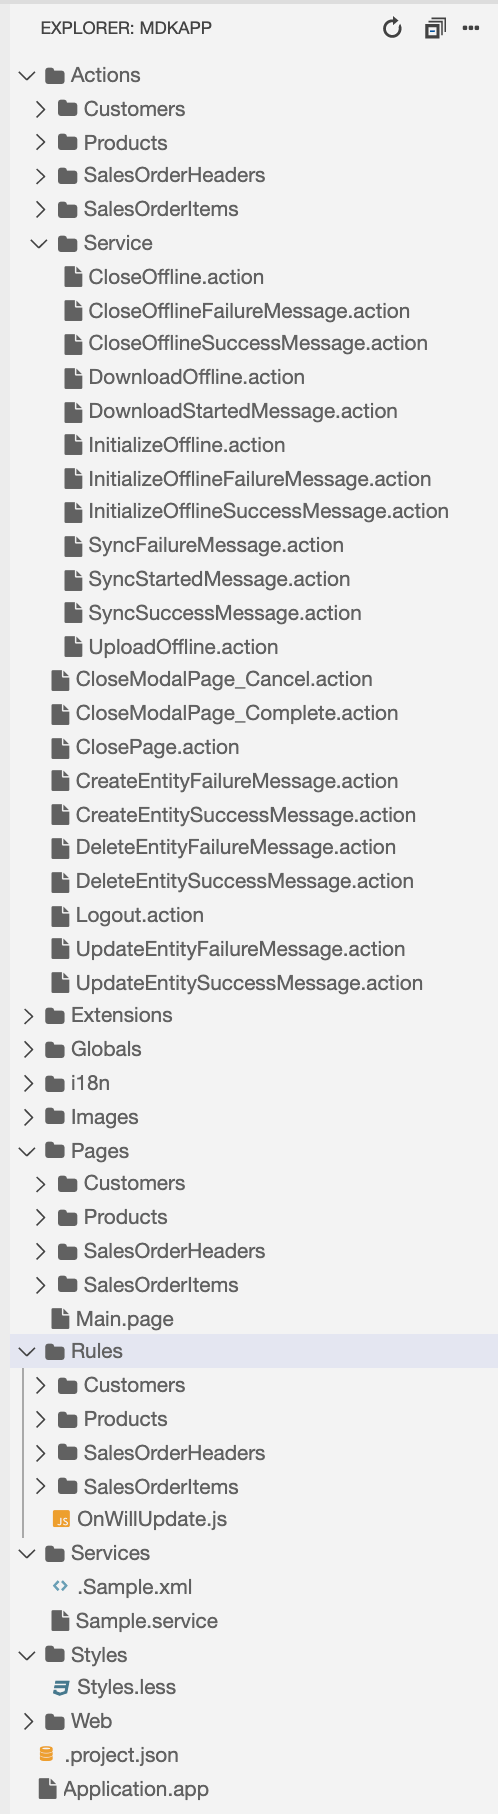 EXPLORER: MDKAPP
Actions
Customers
Products
SalesOrderHeaders
SalesOrderItems
Service
CloseOffline.action
CloseOfflineFailureMessage.action
CloseOfflineSuccessMessage.action
DownloadOffline.action
DownloadStartedMessage.action
InitializeOffline.action
InitializeOfflineFailureMessage.action
InitializeOfflineSuccessMessage.action
SyncFailureMessage.action
SyncStartedMessage.action
SyncSuccessMessage.action
UploadOffline.action
CloseModalPage_Cancel.action
CloseModalPage_Complete.action
ClosePage.action
CreateEntityFailureMessage.action
CreateEntitySuccessMessage.action
DeleteEntityFailureMessage.action
DeleteEntitySuccessMessage.action
Logout.action
UpdateEntityFailureMessage.action
UpdateEntitySuccessMessage.action
Extensions
Globals
i18n
Images
Pages
Customers
Products
SalesOrderHeaders
SalesOrderItems
Main.page
Rules
Customers
Products
SalesOrderHeaders
SalesOrderItems
JS OnWillUpdate.js
Services
.Sample.xml
Sample.service
Styles
Styles.less
Web
.project.json
Application.app